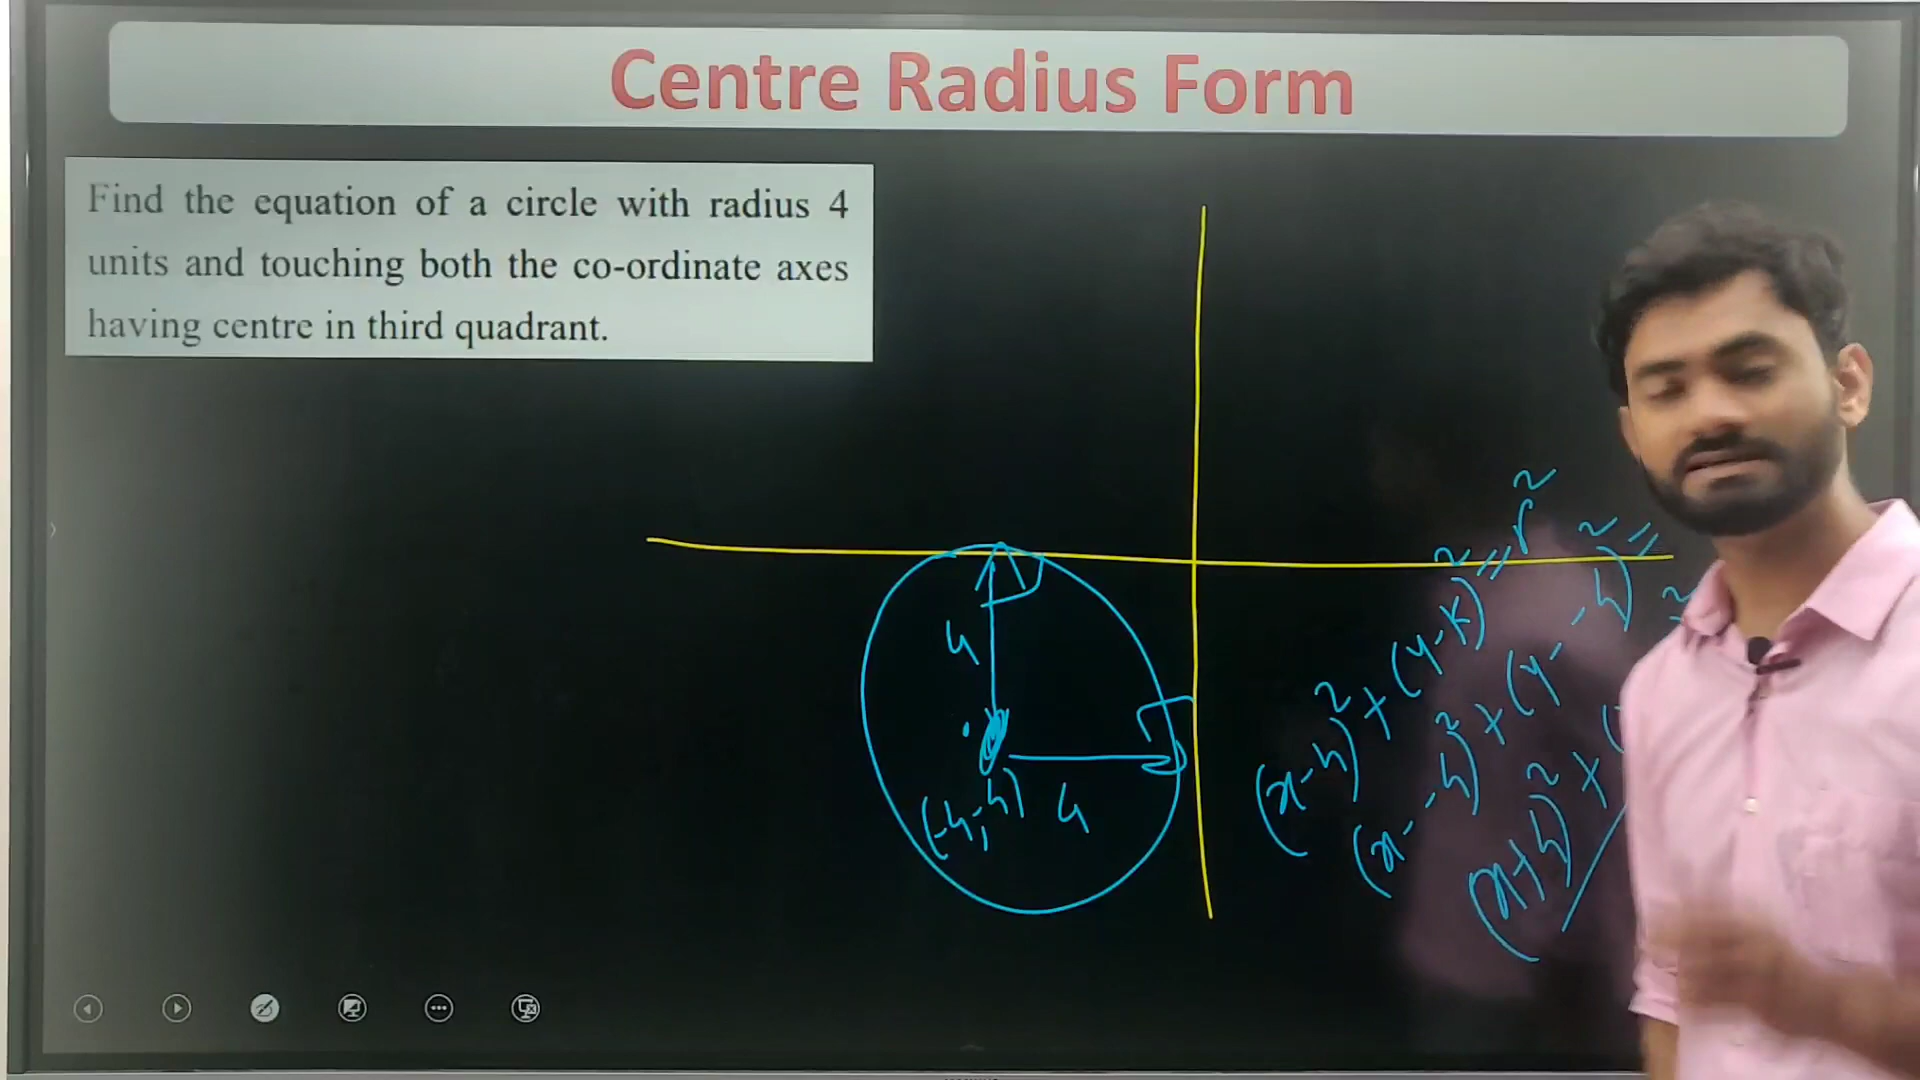 Centre Radius Form
Find the equation of a circle with radius 4
units and touching both the co-ordinate axes
having centre in third quadrant.
4
(-4,-4)
4
(x-h)²+(y-k)²=r²
(x--4)²+(y--4)²=
(x+4)²+(